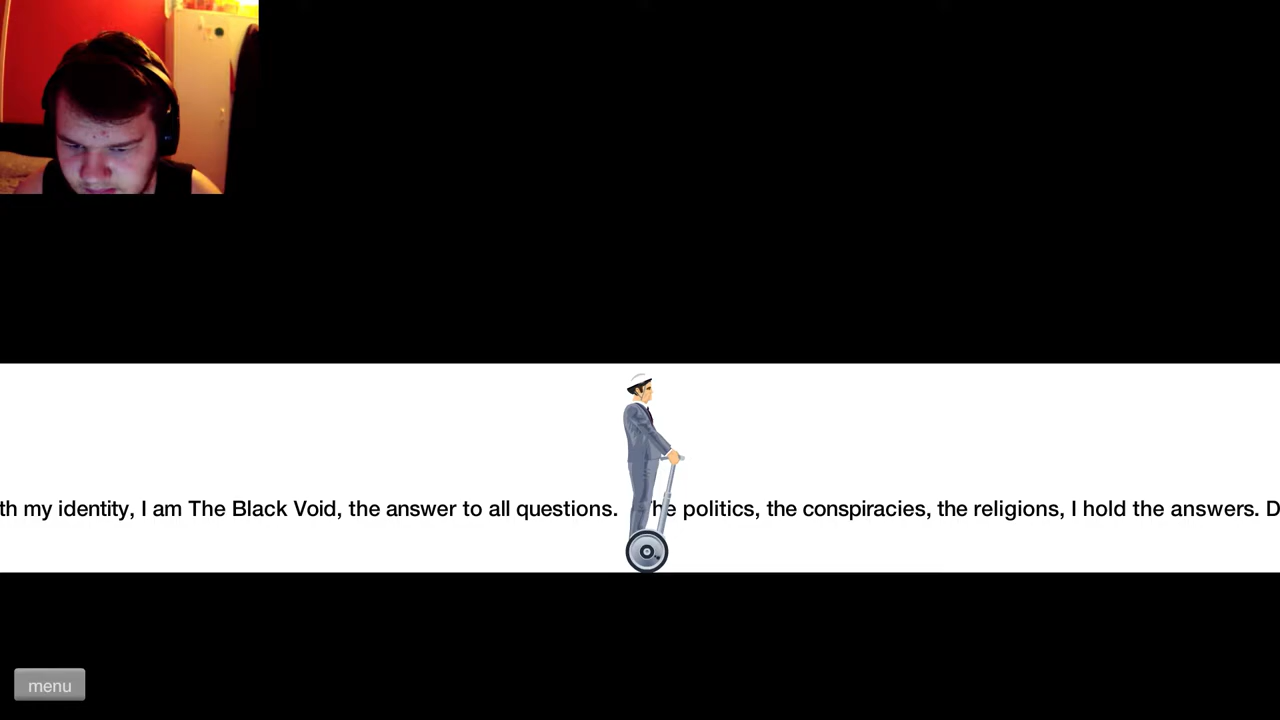 th my identity, I am The Black Void, the answer to all questions. The politics, the conspiracies, the religions, I hold the answers. D
menu